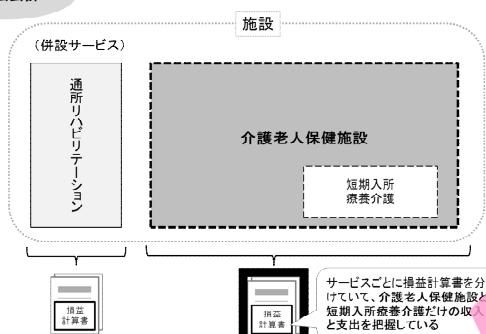 施設
(併設サービス)
通所リハビリテーション
介護老人保健施設
短期入所
療養介護
損益
計算書
損益
計算書
サービスごとに損益計算書を分
けていて、介護老人保健施設と
短期入所療養介護だけの収入
と支出を把握している